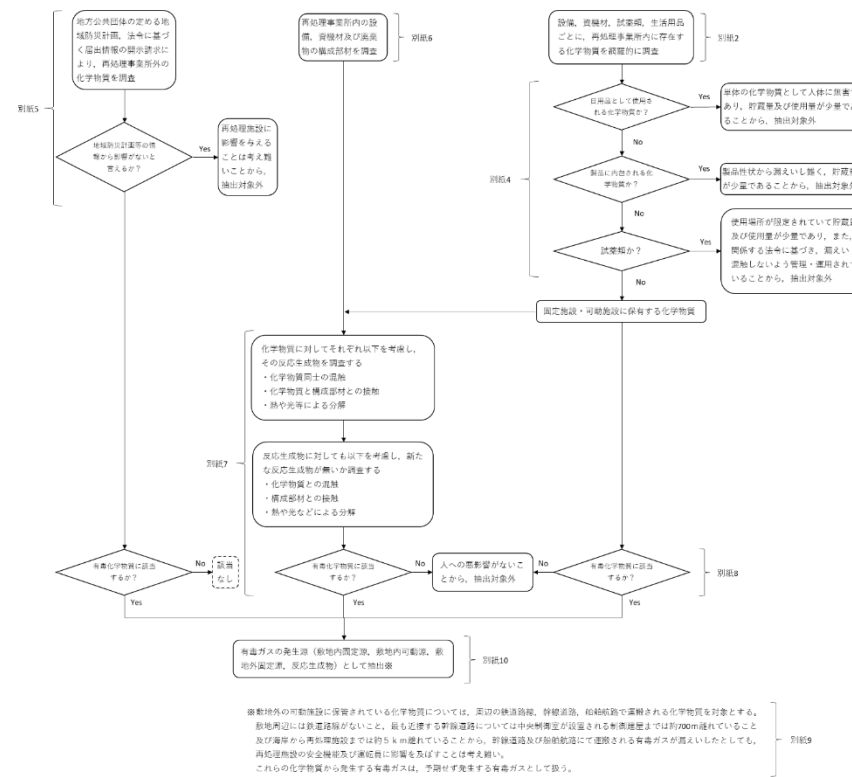 地方公共団体の定める地
域防災計画，法令に基づ
く届出情報の開示請求に
より，再処理事業所外の
化学物質を調査
別紙5
地域防災計画等の情
報から影響がないと
言えるか？
Yes
再処理施設に
影響を与える
ことは考え難
いことから，
抽出対象外
再処理事業所内の設
備，資機材及び廃棄
物の構成部材を調査
別紙6
設備，資機材，試薬類，生活用品
ごとに，再処理事業所内に存在す
る化学物質を網羅的に調査
別紙2
別紙4
日用品として使用さ
れる化学物質か？
Yes
単体の化学物質として人体に無害で
あり，貯蔵量及び使用量が少量であ
ることから，抽出対象外
No
製品に内包される化
学物質か？
Yes
製品性状から漏えいし難く，貯蔵量
が少量であることから，抽出対象外
No
試薬類か？
Yes
使用場所が限定されていて貯蔵量
及び使用量が少量であり，また，
関係する法令に基づき，漏えい・
混触しないよう管理・運用されて
いることから，抽出対象外
No
固定施設・可動施設に保有する化学物質
別紙7
化学物質に対してそれぞれ以下を考慮し，
その反応生成物を調査する
・化学物質同士の混触
・化学物質と構成部材との接触
・熱や光等による分解
反応生成物に対しても以下を考慮し，新た
な反応生成物が無いか調査する
・化学物質との混触
・構成部材との接触
・熱や光などによる分解
有毒化学物質に該当
するか？
No
該当
なし
Yes
有毒化学物質に該当
するか？
No
人への悪影響がないこ
とから，抽出対象外
Yes
No
有毒化学物質に該当
するか？
別紙8
Yes
有毒ガスの発生源（敷地内固定源，敷地内可動源，敷
地外固定源，反応生成物）として抽出※
別紙10
※敷地外の可動施設に保管されている化学物質については，周辺の鉄道路線，幹線道路，船舶航路で運搬される化学物質を対象とする。
敷地周辺には鉄道路線がないこと，最も近接する幹線道路については中央制御室が設置される制御建屋までは約700m離れていること
及び海岸から再処理施設までは約５ｋｍ離れていることから，幹線道路及び船舶航路にて運搬される有毒ガスが漏えいしたとしても，
再処理施設の安全機能及び運転員に影響を及ぼすことは考え難い。
これらの化学物質から発生する有毒ガスは，予期せず発生する有毒ガスとして扱う。
別紙9